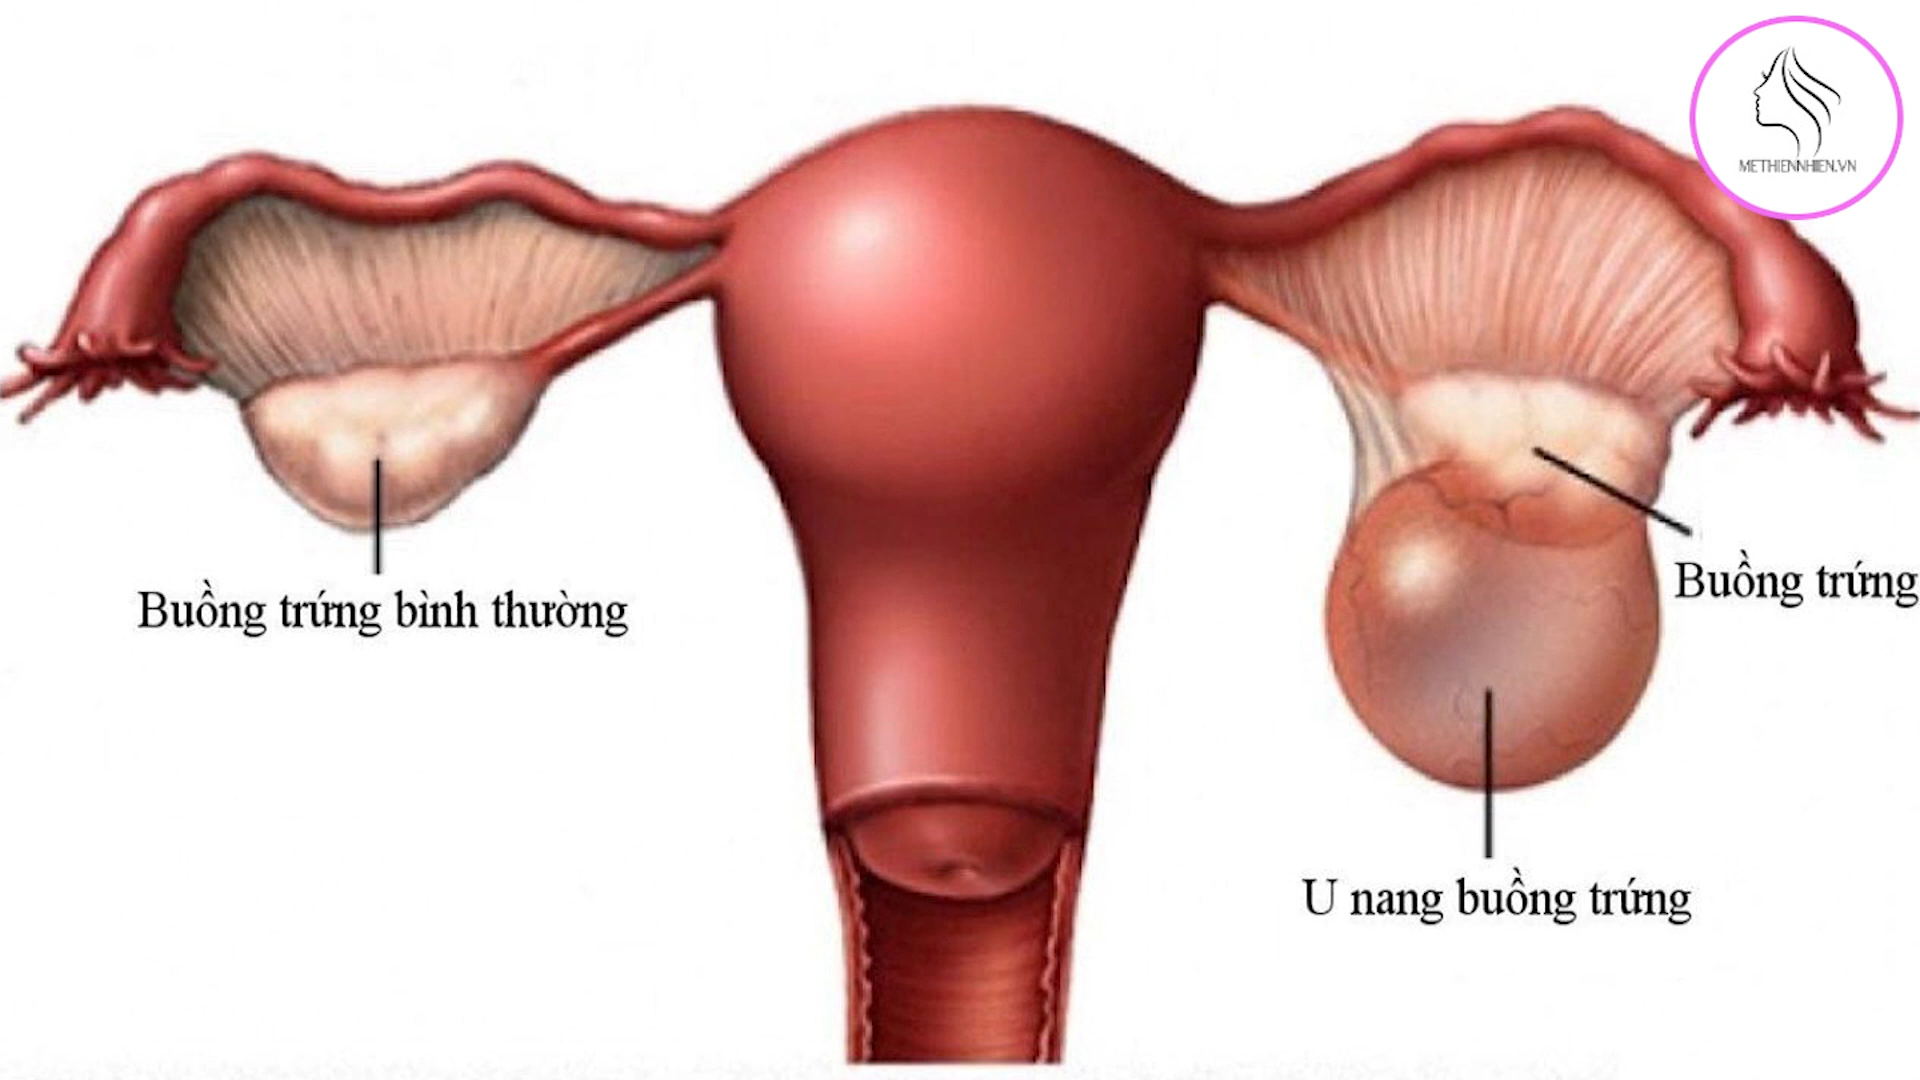 METHIENNHIEN.VN
Buồng trứng bình thường
Buồng trứng
U nang buồng trứng